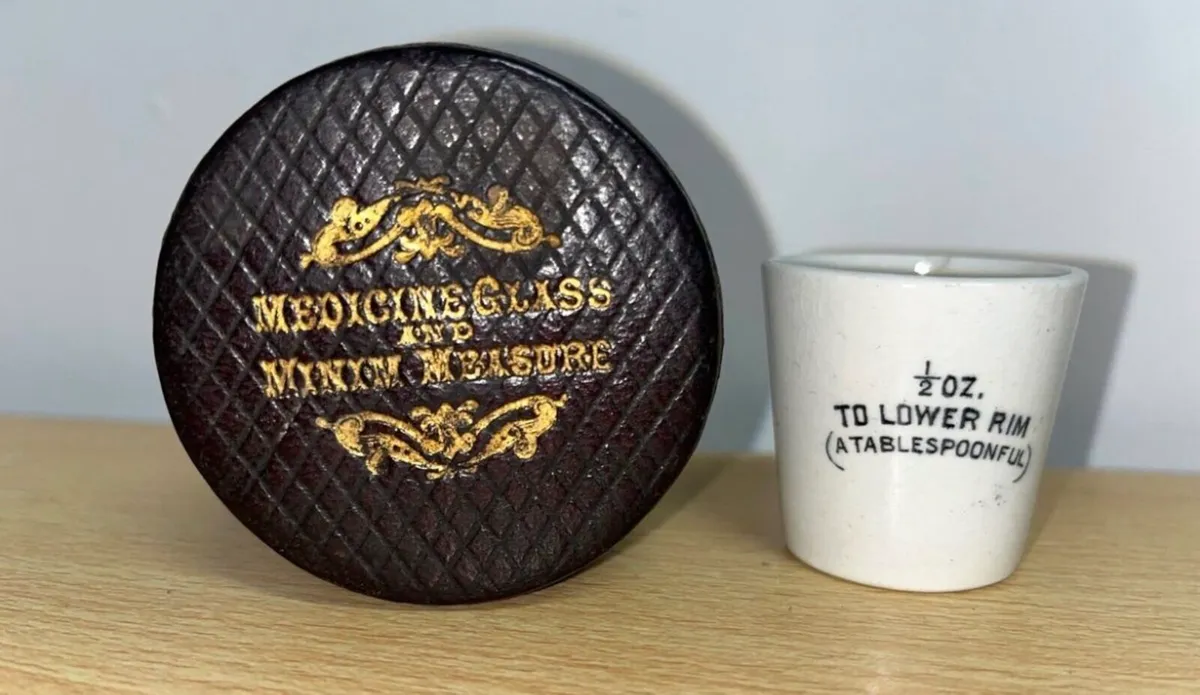 MEDICINE GLASS
AND
MINIM MEASURE
½ OZ.
TO LOWER RIM
(A TABLESPOONFUL)